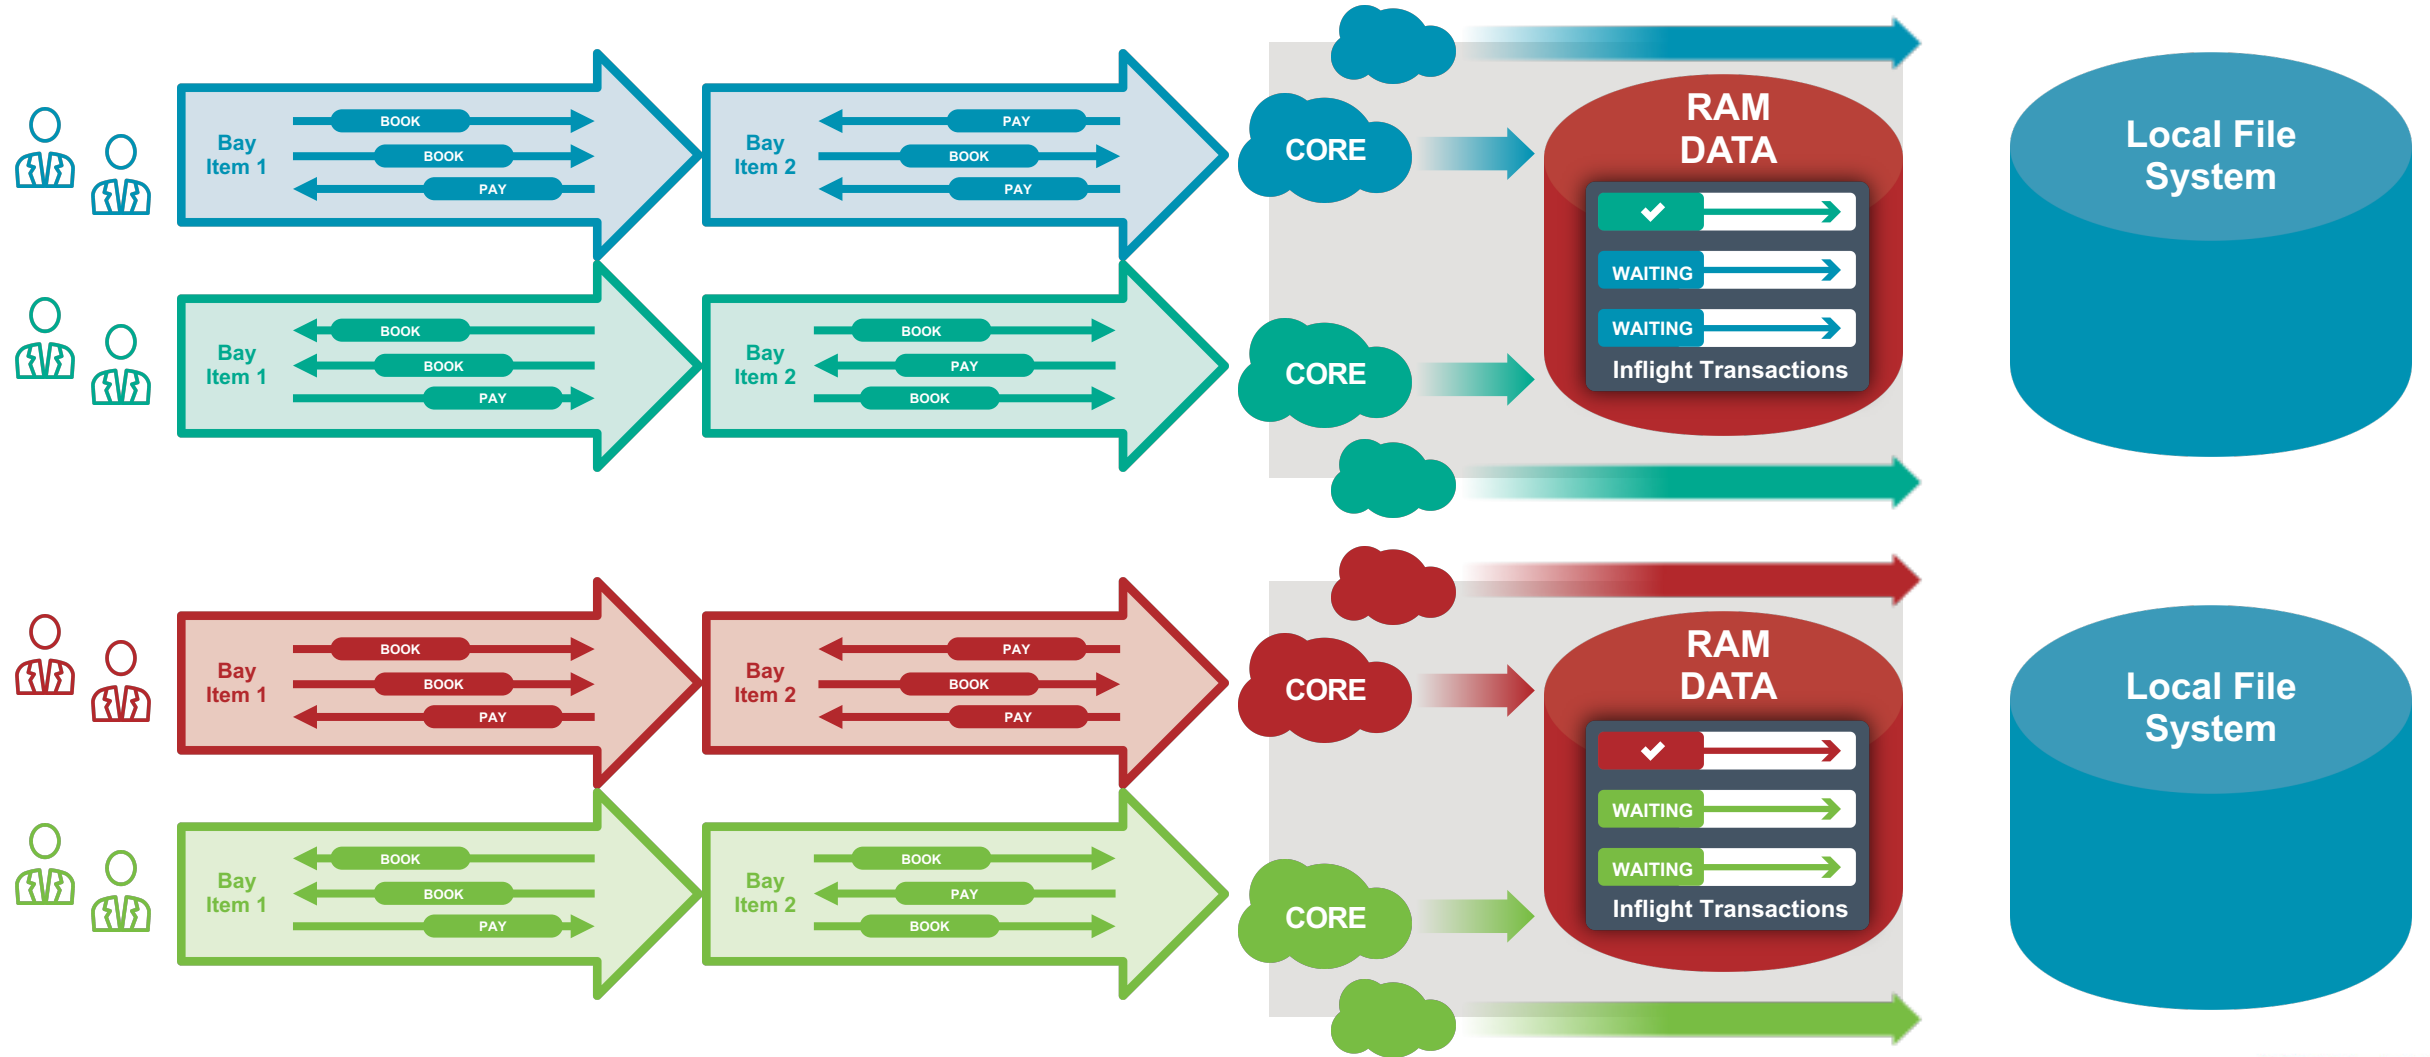 Bay
Item 1
BOOK
BOOK
PAY
Bay
Item 2
PAY
BOOK
PAY
CORE
RAM
DATA
WAITING
WAITING
Inflight Transactions
Local File
System
Bay
Item 1
BOOK
BOOK
PAY
Bay
Item 2
BOOK
PAY
BOOK
CORE
Bay
Item 1
BOOK
BOOK
PAY
Bay
Item 2
PAY
BOOK
PAY
CORE
RAM
DATA
WAITING
WAITING
Inflight Transactions
Local File
System
Bay
Item 1
BOOK
BOOK
PAY
Bay
Item 2
BOOK
PAY
BOOK
CORE